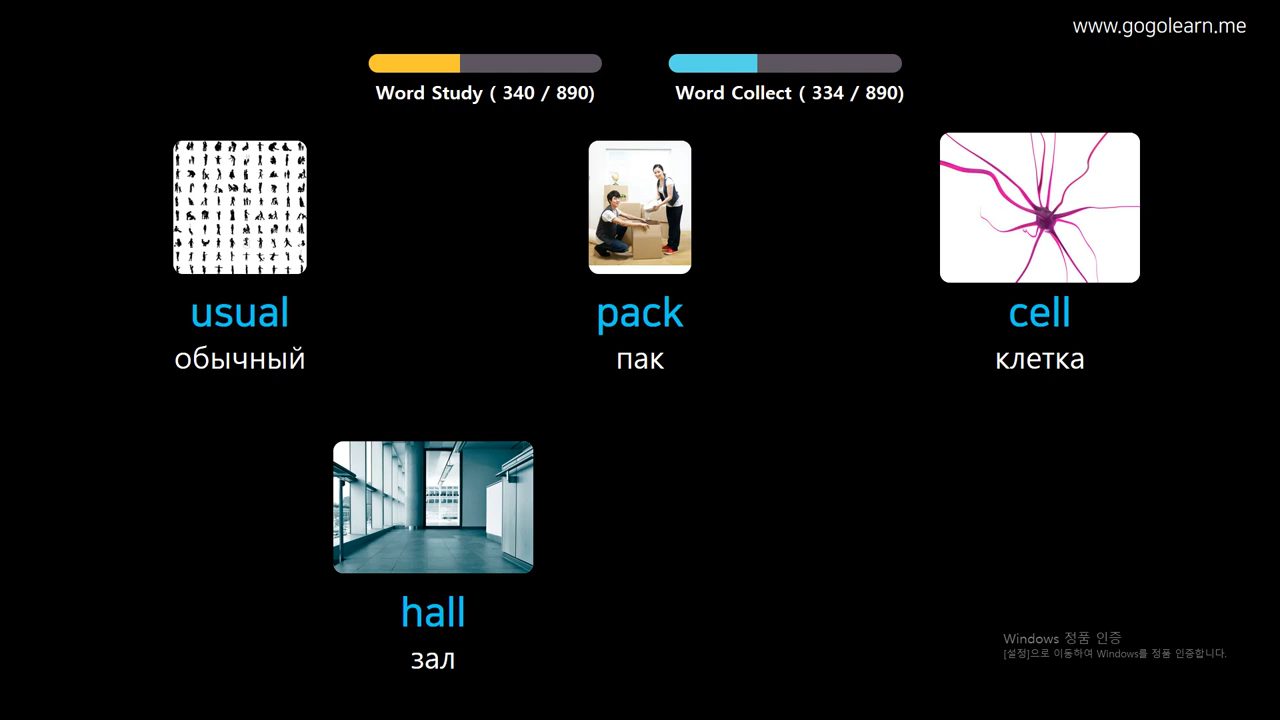 www.gogolearn.me
Word Study ( 340 / 890)
Word Collect ( 334 / 890)
usual
обычный
pack
пак
cell
клетка
hall
зал
Windows 정품 인증
[설정]으로 이동하여 Windows를 정품 인증합니다.